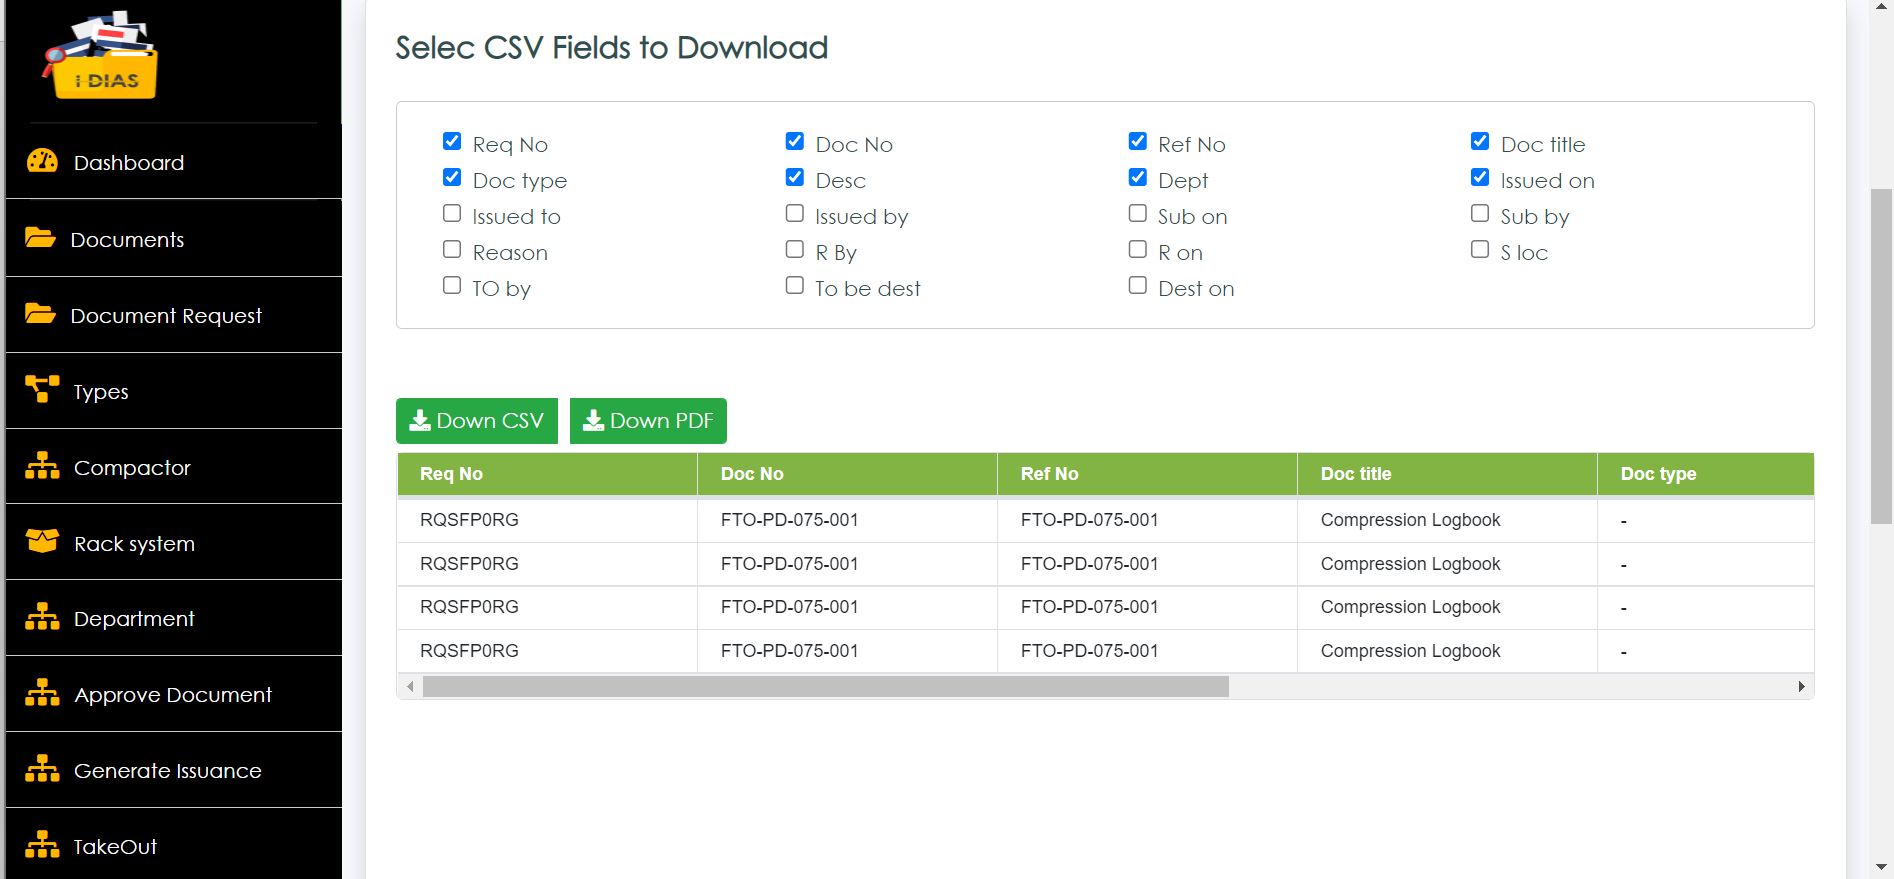 i DIAS
Dashboard
Documents
Document Request
Types
Compactor
Rack system
Department
Approve Document
Generate Issuance
TakeOut
Selec CSV Fields to Download
Req No Doc No Ref No Doc title
Doc type Desc Dept Issued on
Issued to Issued by Sub on Sub by
Reason R By R on S loc
TO by To be dest Dest on
Down CSV Down PDF
Req No Doc No Ref No Doc title Doc type
RQSFP0RG FTO-PD-075-001 FTO-PD-075-001 Compression Logbook -
RQSFP0RG FTO-PD-075-001 FTO-PD-075-001 Compression Logbook -
RQSFP0RG FTO-PD-075-001 FTO-PD-075-001 Compression Logbook -
RQSFP0RG FTO-PD-075-001 FTO-PD-075-001 Compression Logbook -